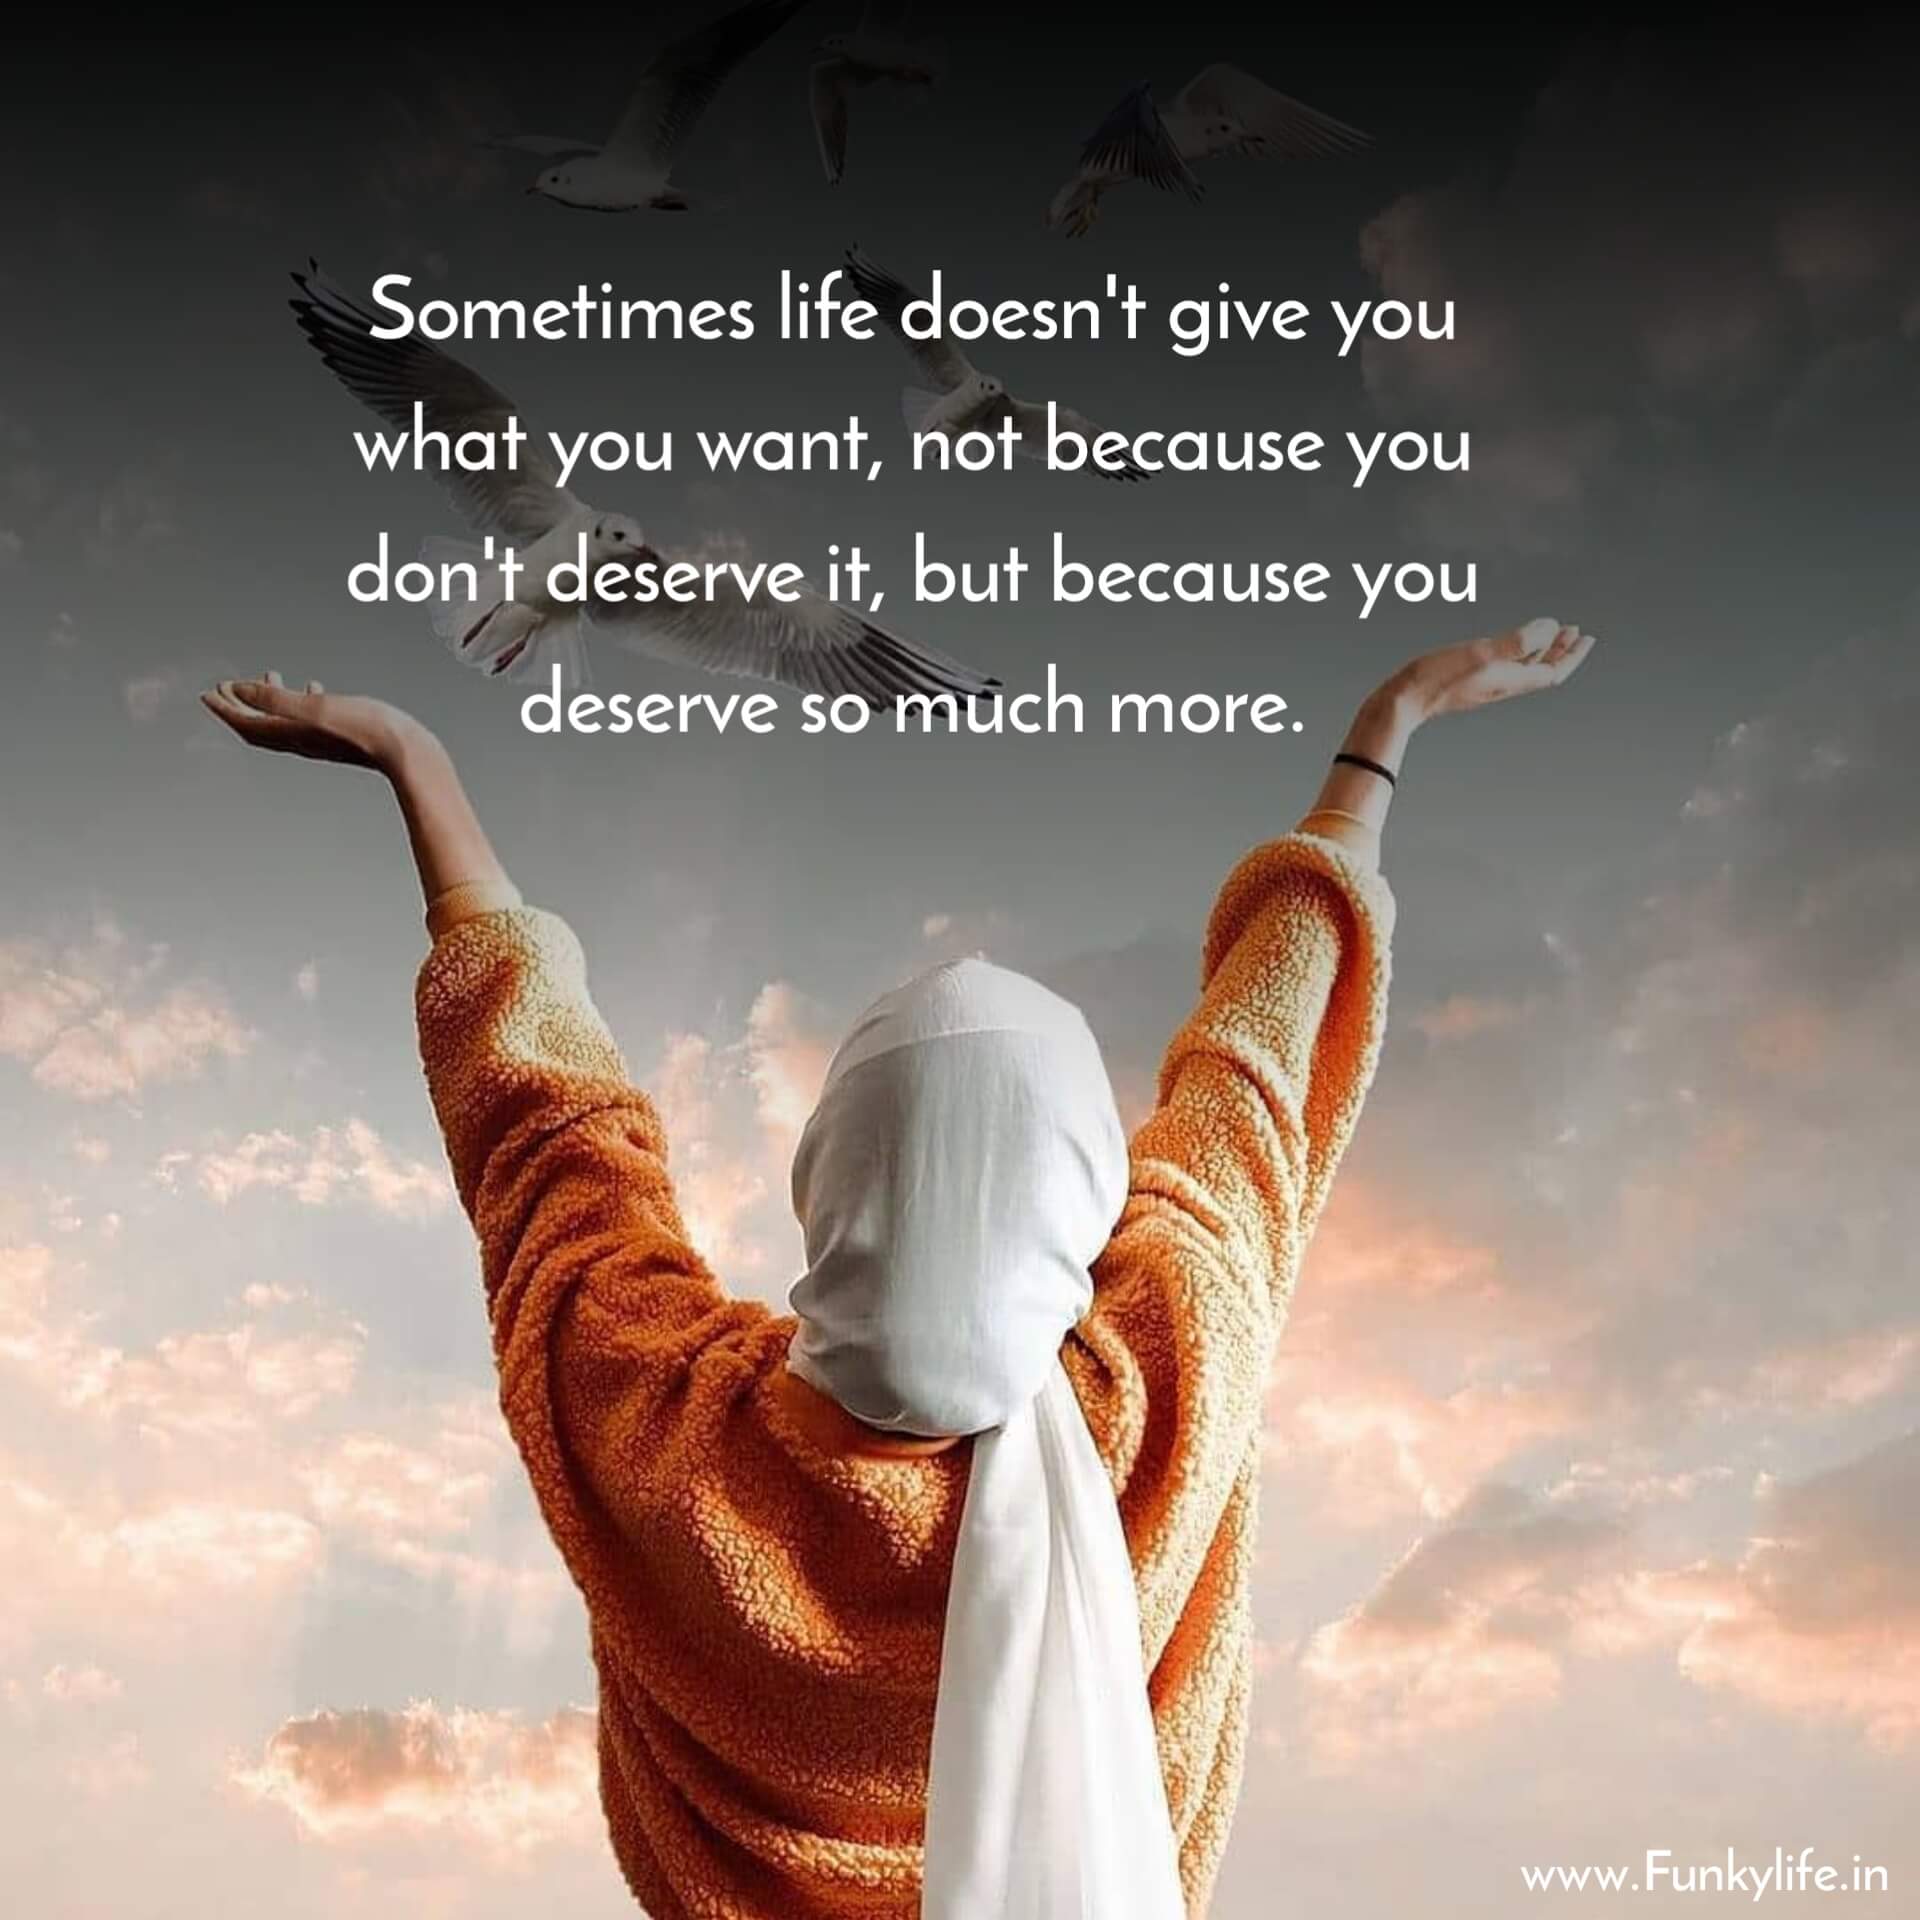 Sometimes life doesn't give you
what you want, not because you
don't deserve it, but because you
deserve so much more.
www.Funkylife.in